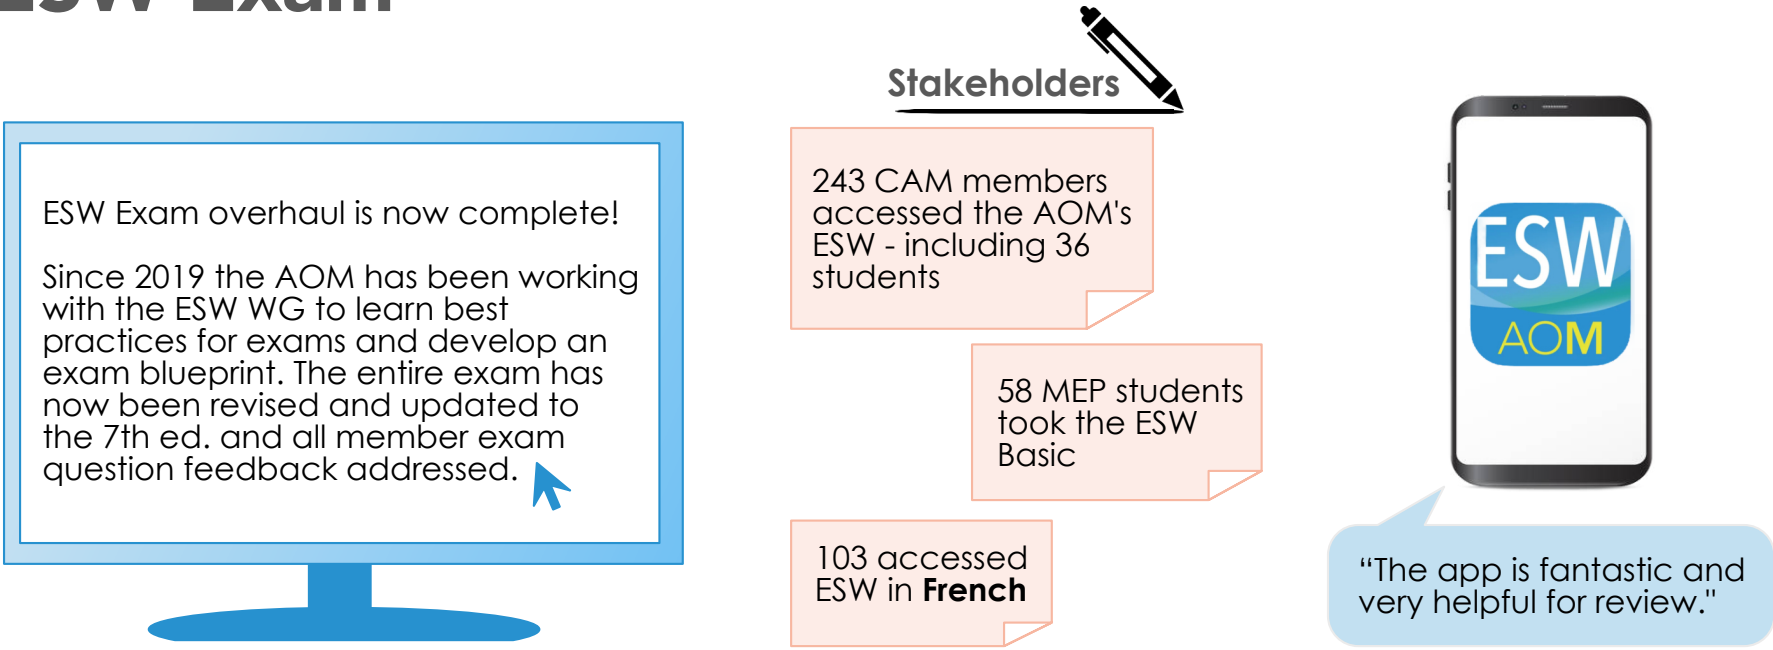 ESW Exam
ESW Exam overhaul is now complete!
Since 2019 the AOM has been working
with the ESW WG to learn best
practices for exams and develop an
exam blueprint. The entire exam has
now been revised and updated to
the 7th ed. and all member exam
question feedback addressed.
Stakeholders
243 CAM members
accessed the AOM's
ESW - including 36
students
58 MEP students
took the ESW
Basic
103 accessed
ESW in French
ESW
AOM
“The app is fantastic and
very helpful for review."